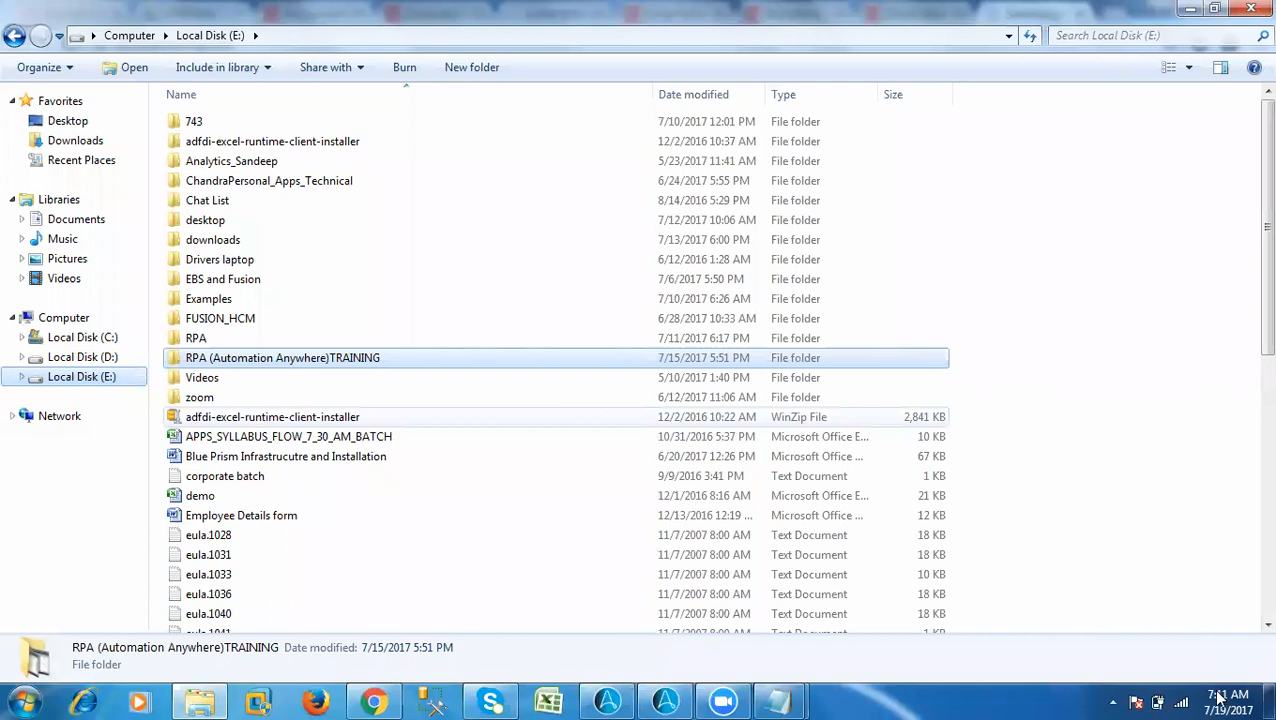 Computer Local Disk (E:) Search Local Disk (E:)
Organize Open Include in library Share with Burn New folder
Favorites
Desktop
Downloads
Recent Places
Libraries
Documents
Music
Pictures
Videos
Computer
Local Disk (C:)
Local Disk (D:)
Local Disk (E:)
Network
Name Date modified Type Size
743 7/10/2017 12:01 PM File folder
adfdi-excel-runtime-client-installer 12/2/2016 10:37 AM File folder
Analytics_Sandeep 5/23/2017 11:41 AM File folder
ChandraPersonal_Apps_Technical 6/24/2017 5:55 PM File folder
Chat List 8/14/2016 5:29 PM File folder
desktop 7/12/2017 10:06 AM File folder
downloads 7/13/2017 6:00 PM File folder
Drivers laptop 6/12/2016 1:28 AM File folder
EBS and Fusion 7/6/2017 5:50 PM File folder
Examples 7/10/2017 6:26 AM File folder
FUSION_HCM 6/28/2017 10:33 AM File folder
RPA 7/11/2017 6:17 PM File folder
RPA (Automation Anywhere)TRAINING 7/15/2017 5:51 PM File folder
Videos 5/10/2017 1:40 PM File folder
zoom 6/12/2017 11:06 AM File folder
adfdi-excel-runtime-client-installer 12/2/2016 10:22 AM WinZip File 2,841 KB
APPS_SYLLABUS_FLOW_7_30_AM_BATCH 10/31/2016 5:37 PM Microsoft Office E... 10 KB
Blue Prism Infrastrucutre and Installation 6/20/2017 12:26 PM Microsoft Office ... 67 KB
corporate batch 9/9/2016 3:41 PM Text Document 1 KB
demo 12/1/2016 8:16 AM Microsoft Office E... 21 KB
Employee Details form 12/13/2016 12:19 ... Microsoft Office ... 12 KB
eula.1028 11/7/2007 8:00 AM Text Document 18 KB
eula.1031 11/7/2007 8:00 AM Text Document 18 KB
eula.1033 11/7/2007 8:00 AM Text Document 10 KB
eula.1036 11/7/2007 8:00 AM Text Document 18 KB
eula.1040 11/7/2007 8:00 AM Text Document 18 KB
RPA (Automation Anywhere)TRAINING Date modified: 7/15/2017 5:51 PM
File folder
AM
7/19/2017